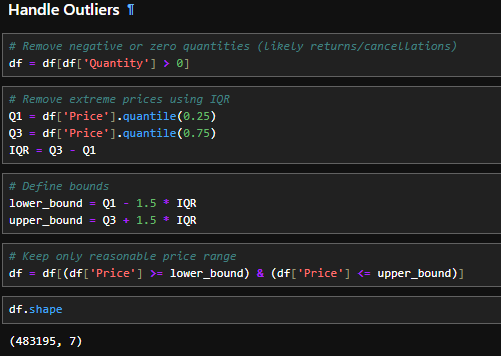 Handle Outliers ¶
# Remove negative or zero quantities (likely returns/cancellations)
df = df[df['Quantity'] > 0]
# Remove extreme prices using IQR
Q1 = df['Price'].quantile(0.25)
Q3 = df['Price'].quantile(0.75)
IQR = Q3 - Q1
# Define bounds
lower_bound = Q1 - 1.5 * IQR
upper_bound = Q3 + 1.5 * IQR
# Keep only reasonable price range
df = df[(df['Price'] >= lower_bound) & (df['Price'] <= upper_bound)]
df.shape
(483195, 7)